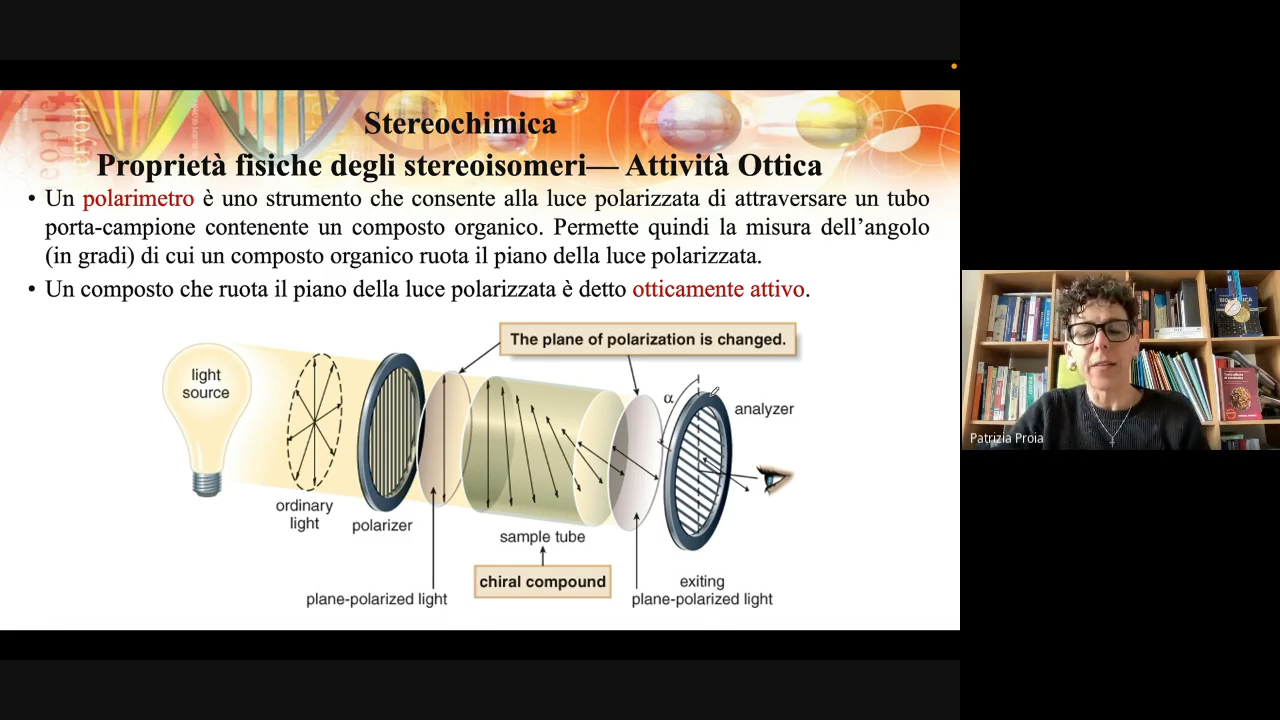 Stereochimica
Proprietà fisiche degli stereoisomeri— Attività Ottica
• Un polarimetro è uno strumento che consente alla luce polarizzata di attraversare un tubo
porta-campione contenente un composto organico. Permette quindi la misura dell’angolo
(in gradi) di cui un composto organico ruota il piano della luce polarizzata.
• Un composto che ruota il piano della luce polarizzata è detto otticamente attivo.
The plane of polarization is changed.
light
source
α
analyzer
ordinary
light
polarizer
sample tube
chiral compound
plane-polarized light
exiting
plane-polarized light
Patrizia Proia